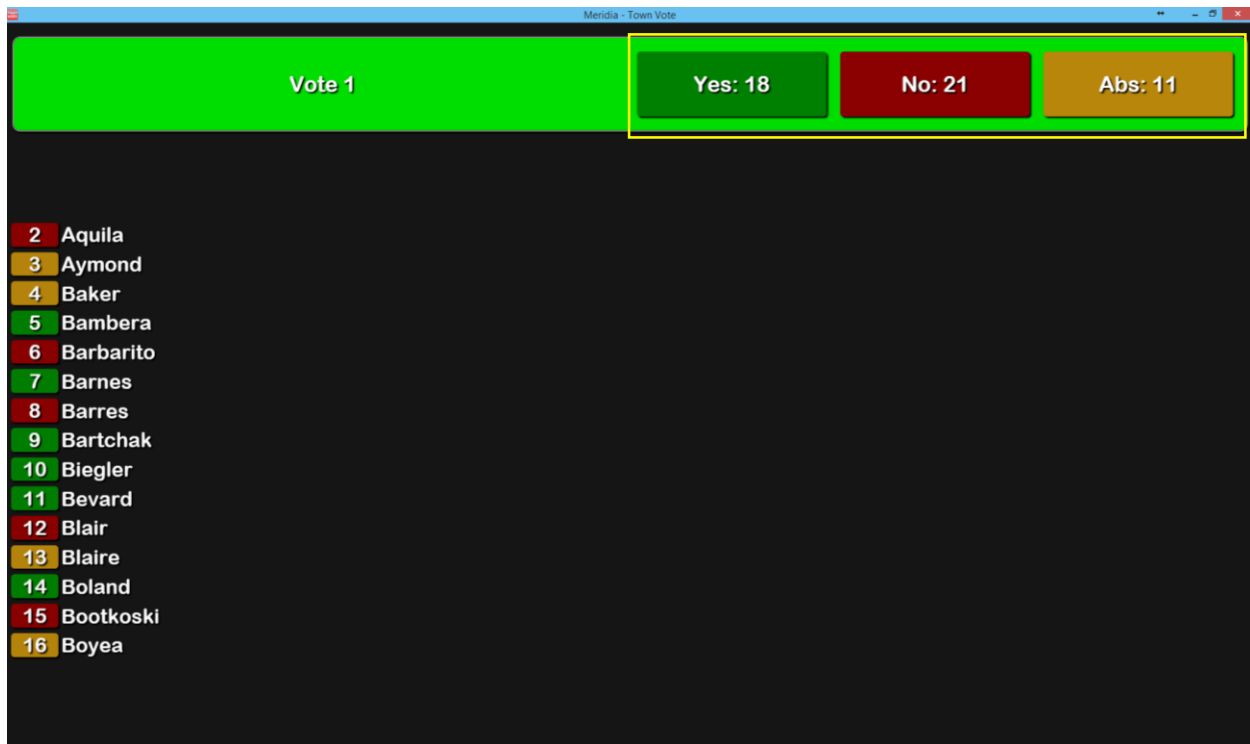 Meridia - Town Vote
Vote 1 Yes: 18 No: 21 Abs: 11
2 Aquila
3 Aymond
4 Baker
5 Bambera
6 Barbarito
7 Barnes
8 Barres
9 Bartchak
10 Biegler
11 Bevard
12 Blair
13 Blaire
14 Boland
15 Bootkoski
16 Boyea